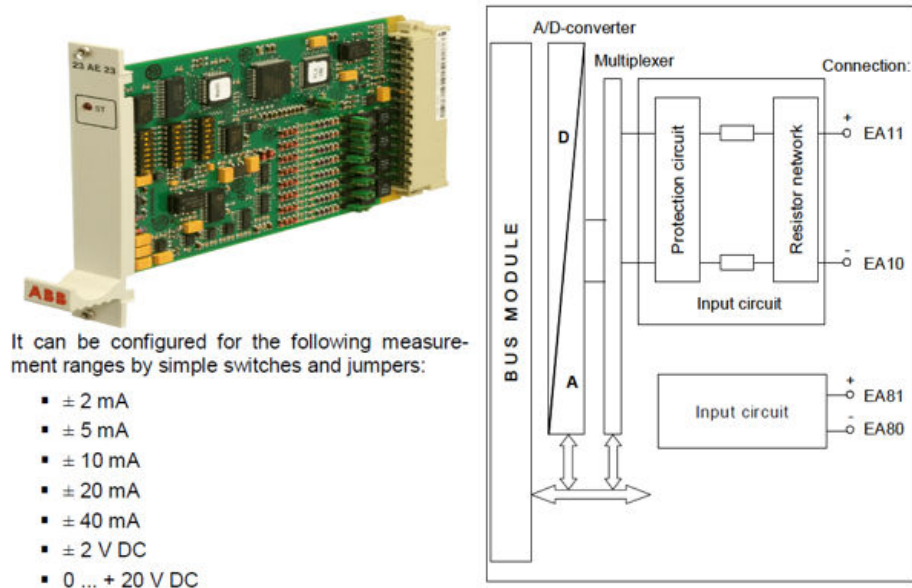 23 AE 23
ST
ABB
It can be configured for the following measure-
ment ranges by simple switches and jumpers:
▪ ± 2 mA
▪ ± 5 mA
▪ ± 10 mA
▪ ± 20 mA
▪ ± 40 mA
▪ ± 2 V DC
▪ 0 ... + 20 V DC
A/D-converter
Multiplexer
Connection:
BUS MODULE
D
A
Protection circuit
Resistor network
+
EA11
-
EA10
Input circuit
Input circuit
+
EA81
-
EA80